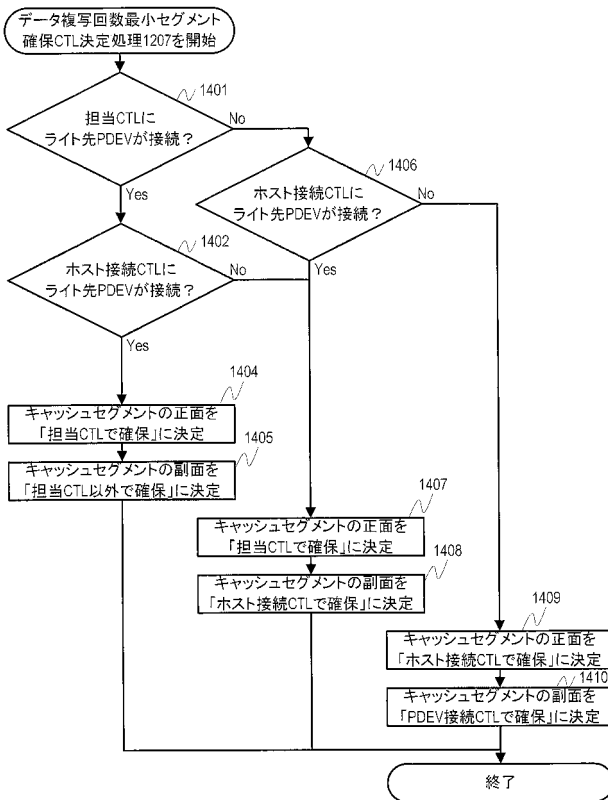 データ複写回数最小セグメント
確保CTL決定処理1207を開始
1401
担当CTLに
ライト先PDEVが接続？
No
Yes
1406
ホスト接続CTLに
ライト先PDEVが接続？
No
Yes
1402
ホスト接続CTLに
ライト先PDEVが接続？
No
Yes
1404
キャッシュセグメントの正面を
「担当CTLで確保」に決定
1405
キャッシュセグメントの副面を
「担当CTL以外で確保」に決定
1407
キャッシュセグメントの正面を
「担当CTLで確保」に決定
1408
キャッシュセグメントの副面を
「ホスト接続CTLで確保」に決定
1409
キャッシュセグメントの正面を
「ホスト接続CTLで確保」に決定
1410
キャッシュセグメントの副面を
「PDEV接続CTLで確保」に決定
終了